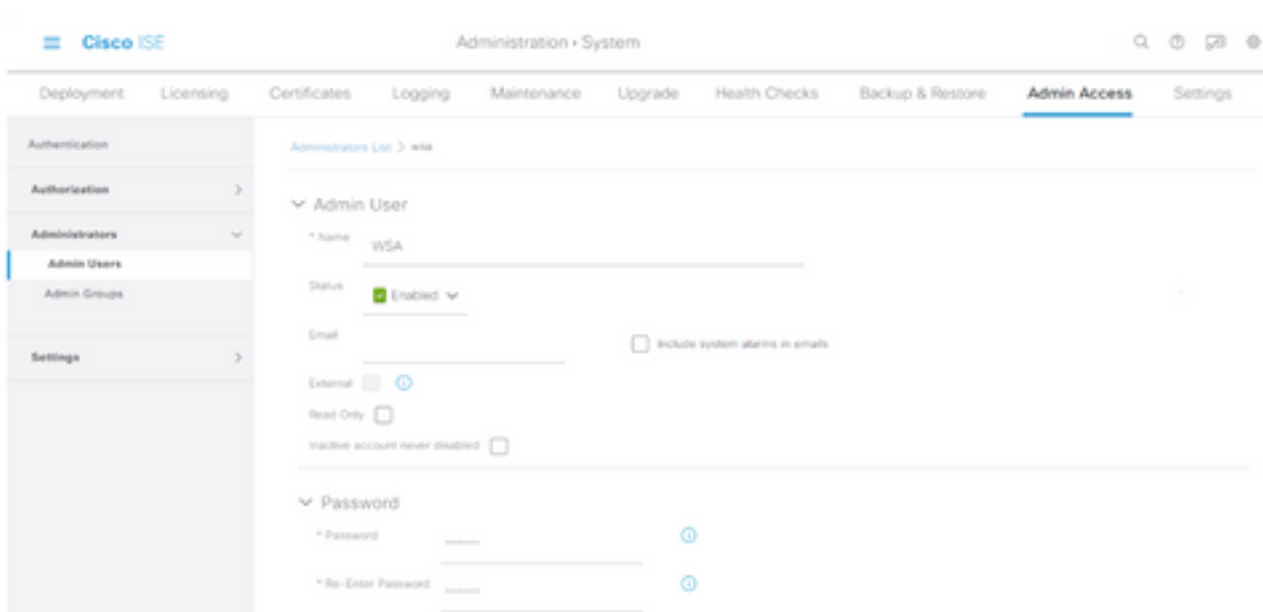 Cisco ISE
Administration • System
Deployment Licensing Certificates Logging Maintenance Upgrade Health Checks Backup & Restore Admin Access Settings
Authentication
Authorization
Administrators
Admin Users
Admin Groups
Settings
Administrators List > wsa
Admin User
* Name WSA
Status Enabled
Email
Include system alarms in emails
External
Read Only
Inactive account never disabled
Password
* Password ........
* Re-Enter Password ........